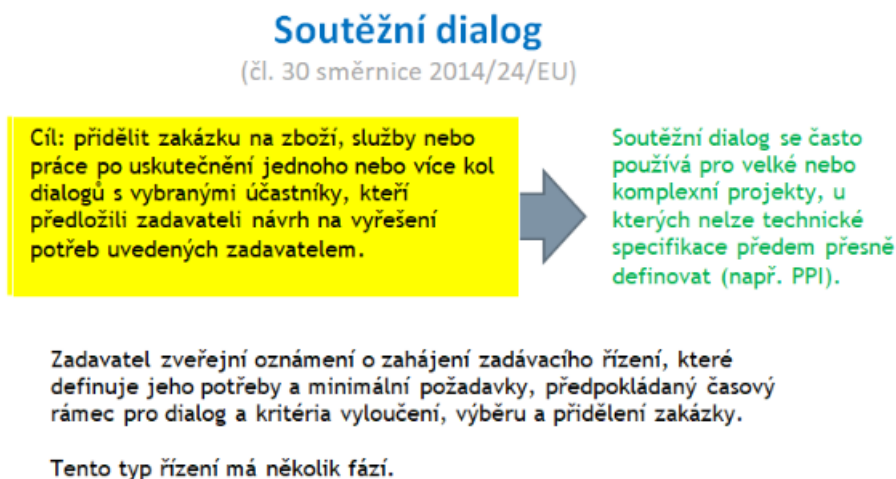 Soutěžní dialog
(čl. 30 směrnice 2014/24/EU)
Cíl: přidělit zakázku na zboží, služby nebo
práce po uskutečnění jednoho nebo více kol
dialogů s vybranými účastníky, kteří
předložili zadavateli návrh na vyřešení
potřeb uvedených zadavatelem.
Soutěžní dialog se často
používá pro velké nebo
komplexní projekty, u
kterých nelze technické
specifikace předem přesně
definovat (např. PPI).
Zadavatel zveřejní oznámení o zahájení zadávacího řízení, které
definuje jeho potřeby a minimální požadavky, předpokládaný časový
rámec pro dialog a kritéria vyloučení, výběru a přidělení zakázky.
Tento typ řízení má několik fází.